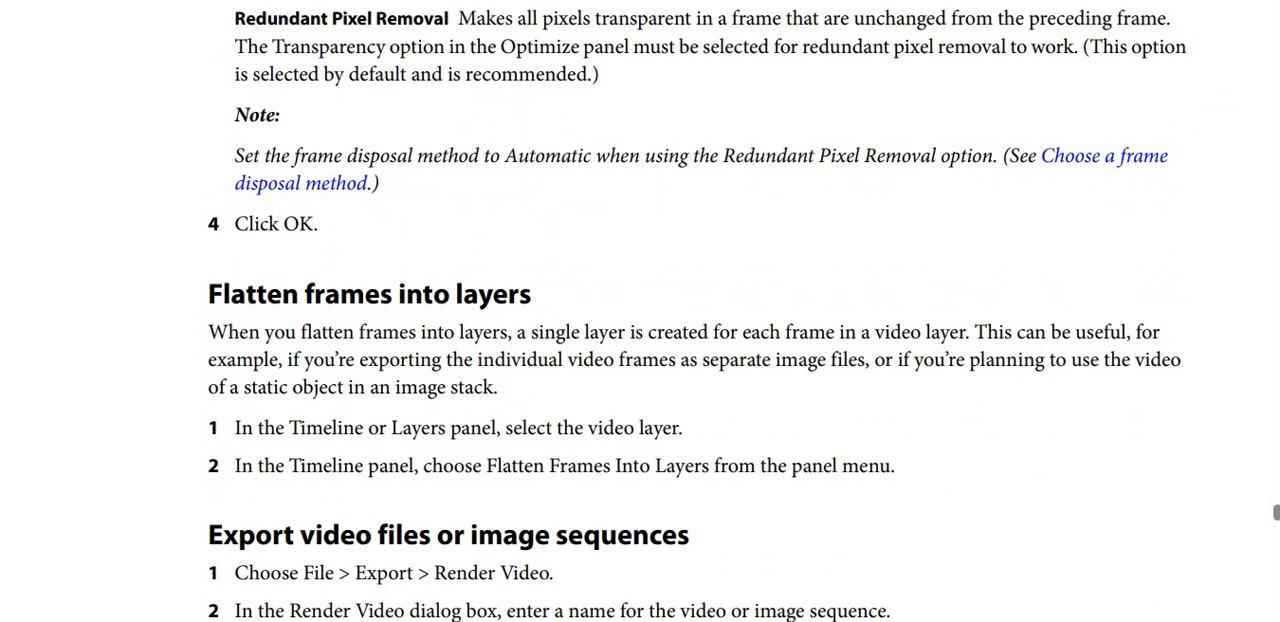 Redundant Pixel Removal Makes all pixels transparent in a frame that are unchanged from the preceding frame.
The Transparency option in the Optimize panel must be selected for redundant pixel removal to work. (This option
is selected by default and is recommended.)
Note:
Set the frame disposal method to Automatic when using the Redundant Pixel Removal option. (See Choose a frame
disposal method.)
4 Click OK.
Flatten frames into layers
When you flatten frames into layers, a single layer is created for each frame in a video layer. This can be useful, for
example, if you’re exporting the individual video frames as separate image files, or if you’re planning to use the video
of a static object in an image stack.
1 In the Timeline or Layers panel, select the video layer.
2 In the Timeline panel, choose Flatten Frames Into Layers from the panel menu.
Export video files or image sequences
1 Choose File > Export > Render Video.
2 In the Render Video dialog box, enter a name for the video or image sequence.